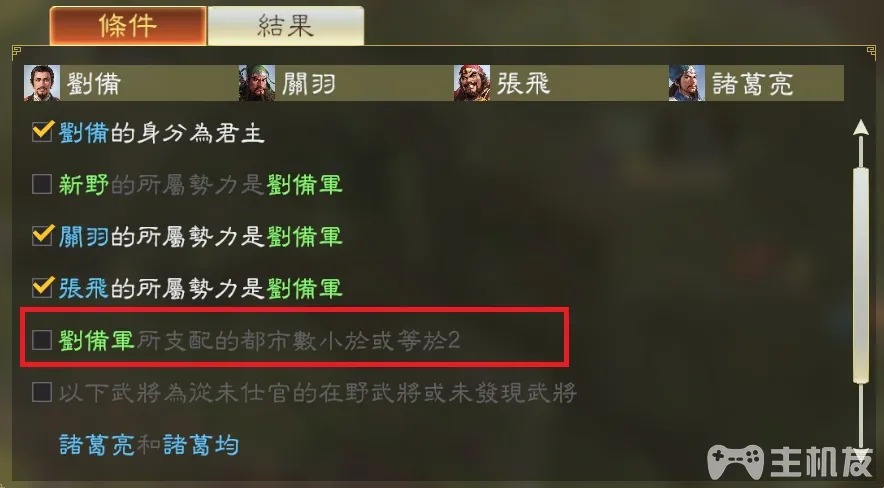 條件 結果
劉備 關羽 張飛 諸葛亮
劉備的身分為君主
新野的所屬勢力是劉備軍
關羽的所屬勢力是劉備軍
張飛的所屬勢力是劉備軍
劉備軍所支配的都市數小於或等於2
以下武將為從未仕官的在野武將或未發現武將
諸葛亮和諸葛均
主机友